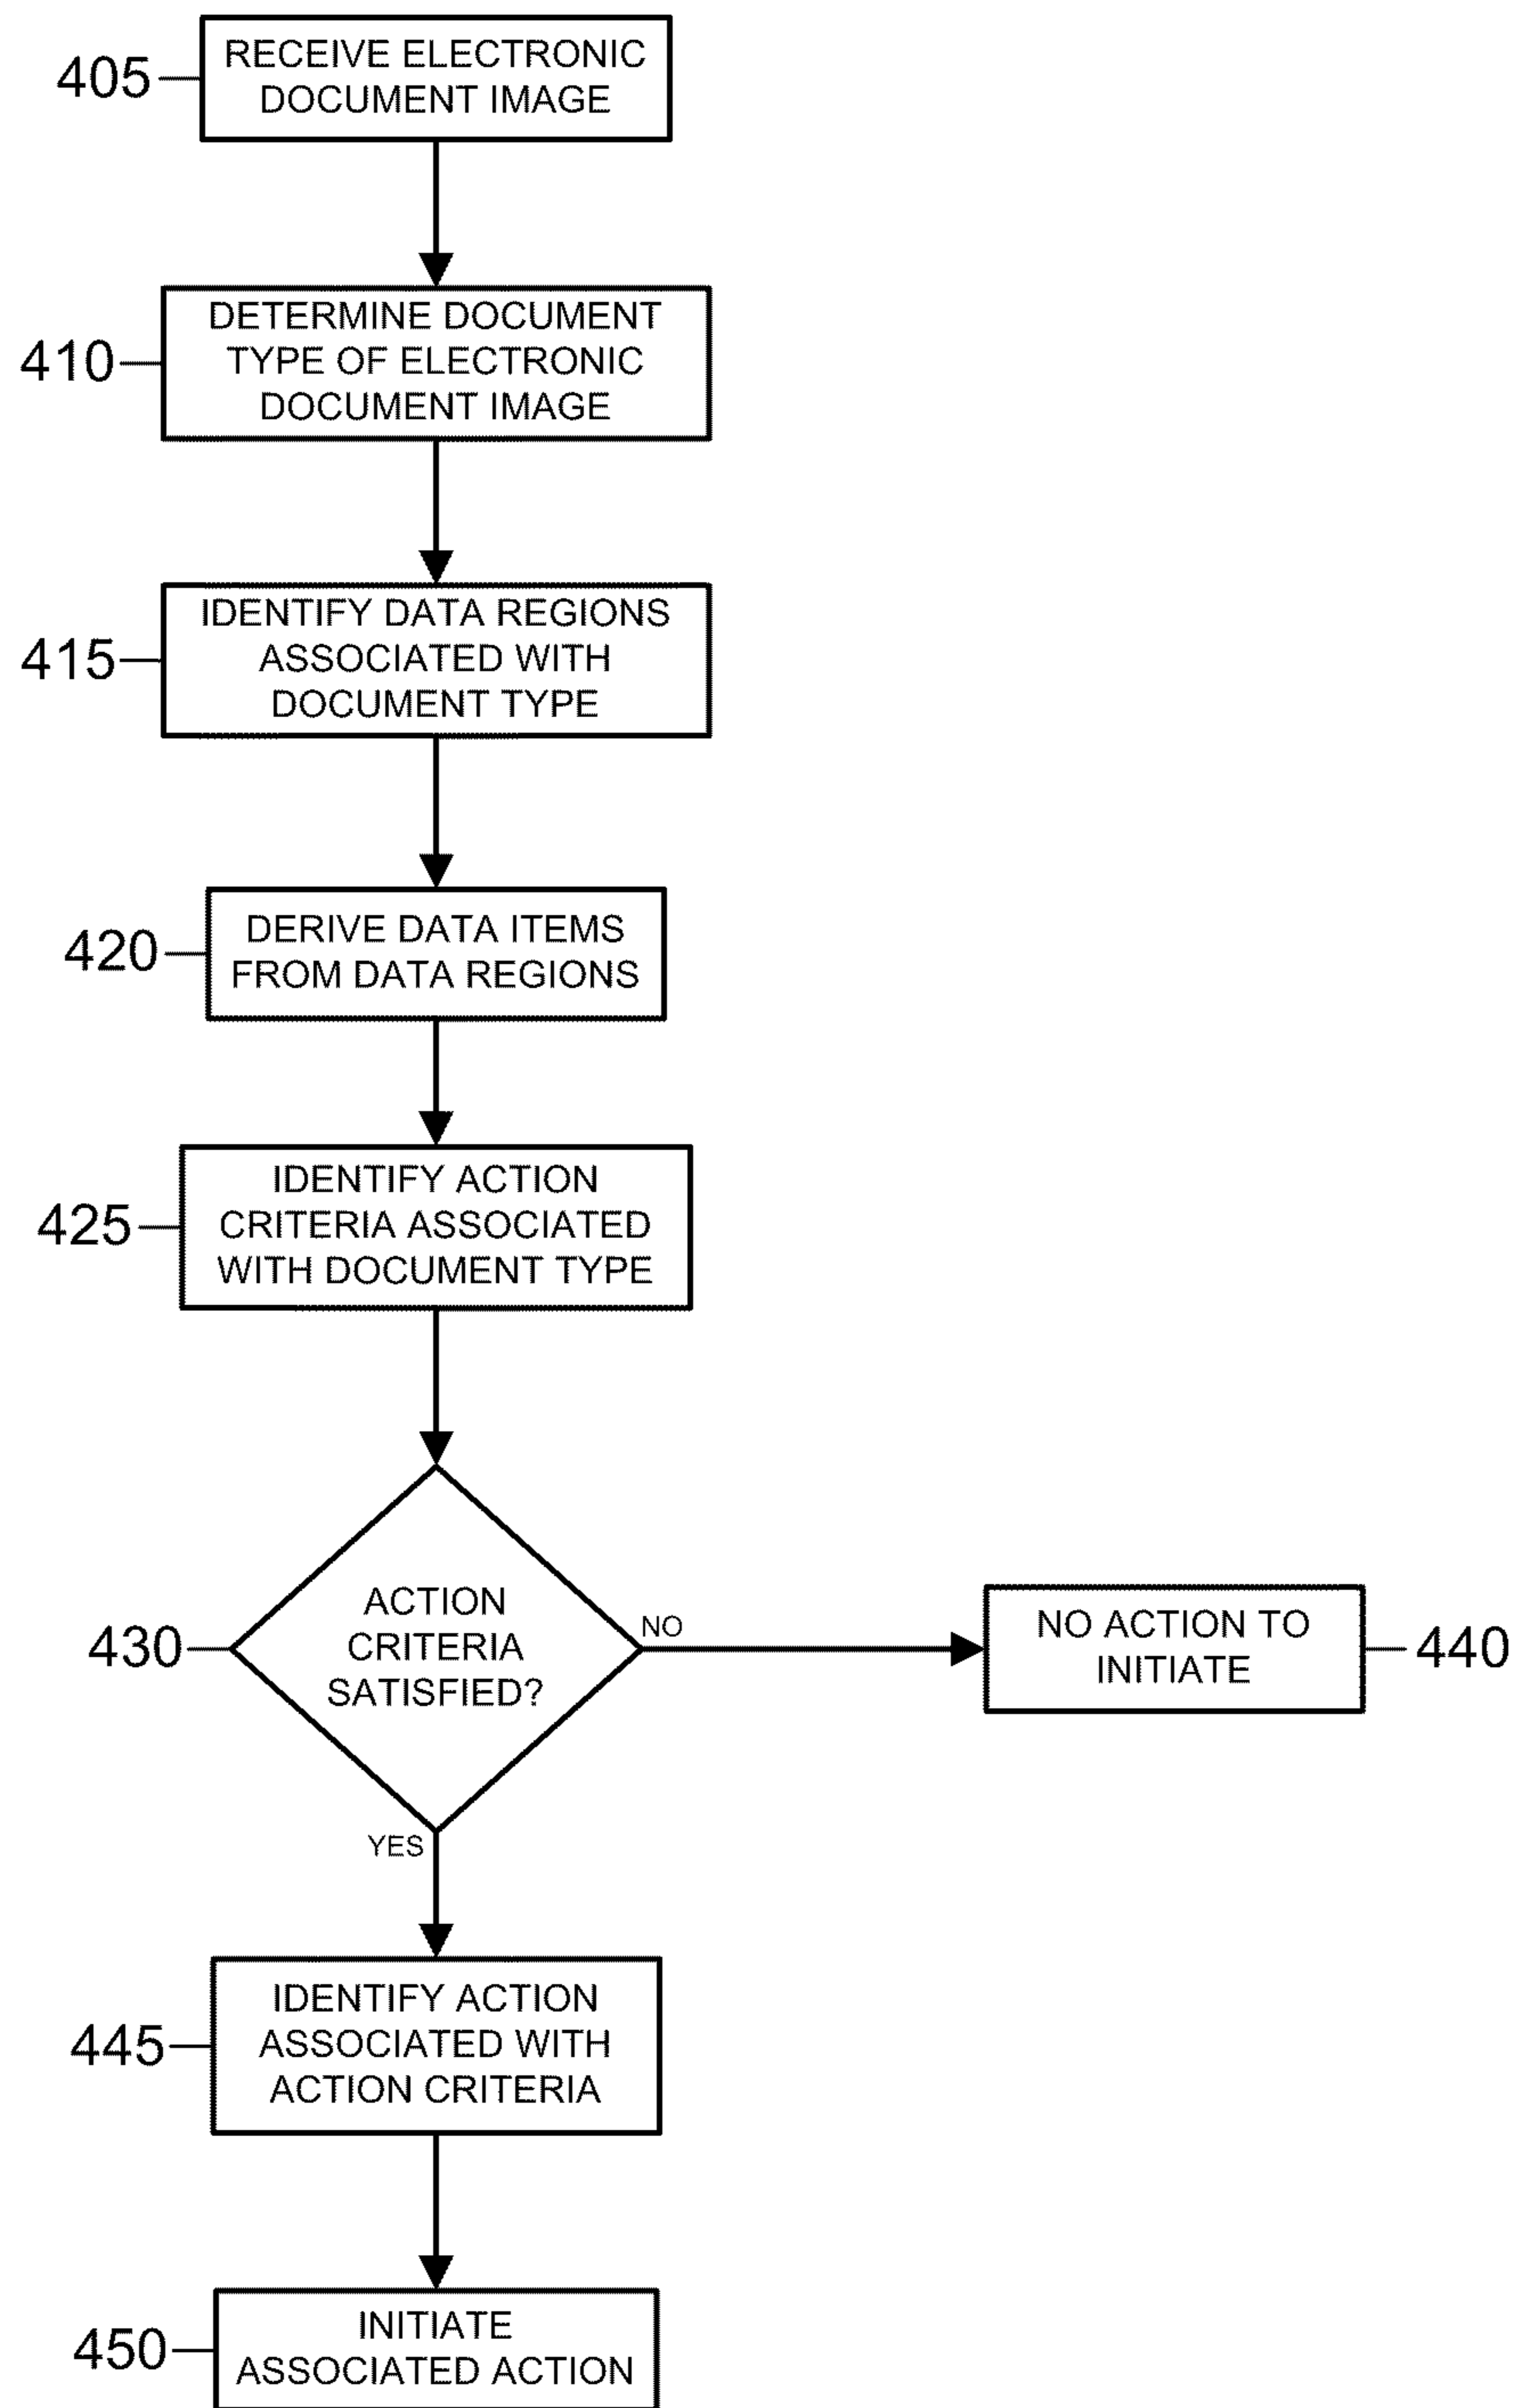 405
RECEIVE ELECTRONIC
DOCUMENT IMAGE
410
DETERMINE DOCUMENT
TYPE OF ELECTRONIC
DOCUMENT IMAGE
415
IDENTIFY DATA REGIONS
ASSOCIATED WITH
DOCUMENT TYPE
420
DERIVE DATA ITEMS
FROM DATA REGIONS
425
IDENTIFY ACTION
CRITERIA ASSOCIATED
WITH DOCUMENT TYPE
430
ACTION
CRITERIA
SATISFIED?
NO
NO ACTION TO
INITIATE
440
YES
445
IDENTIFY ACTION
ASSOCIATED WITH
ACTION CRITERIA
450
INITIATE
ASSOCIATED ACTION